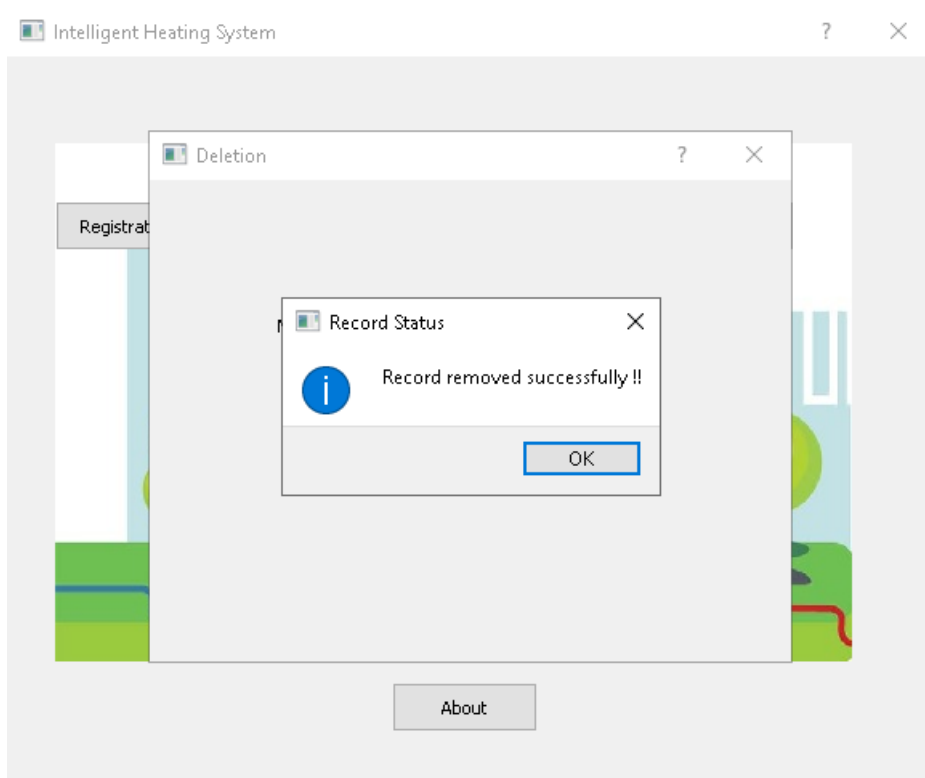 Intelligent Heating System
Deletion
Registrat
Record Status
Record removed successfully !!
OK
About